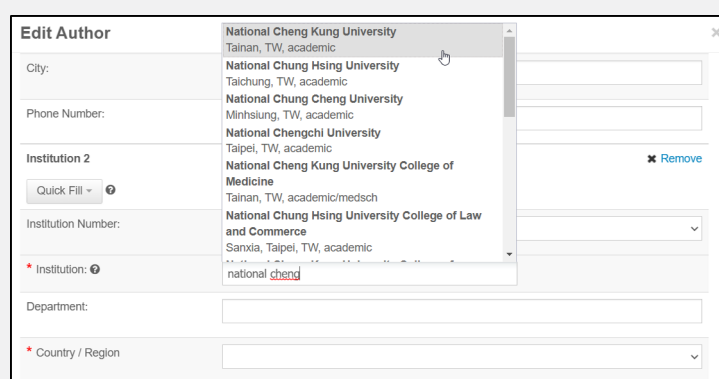 Edit Author
National Cheng Kung University
Tainan, TW, academic
National Chung Hsing University
Taichung, TW, academic
National Chung Cheng University
Minhsiung, TW, academic
National Chengchi University
Taipei, TW, academic
National Cheng Kung University College of
Medicine
Tainan, TW, academic/medsch
National Chung Hsing University College of Law
and Commerce
Sanxia, Taipei, TW, academic
City:
Phone Number:
Institution 2
✖ Remove
Quick Fill
Institution Number:
* Institution:
national cheng
Department:
* Country / Region